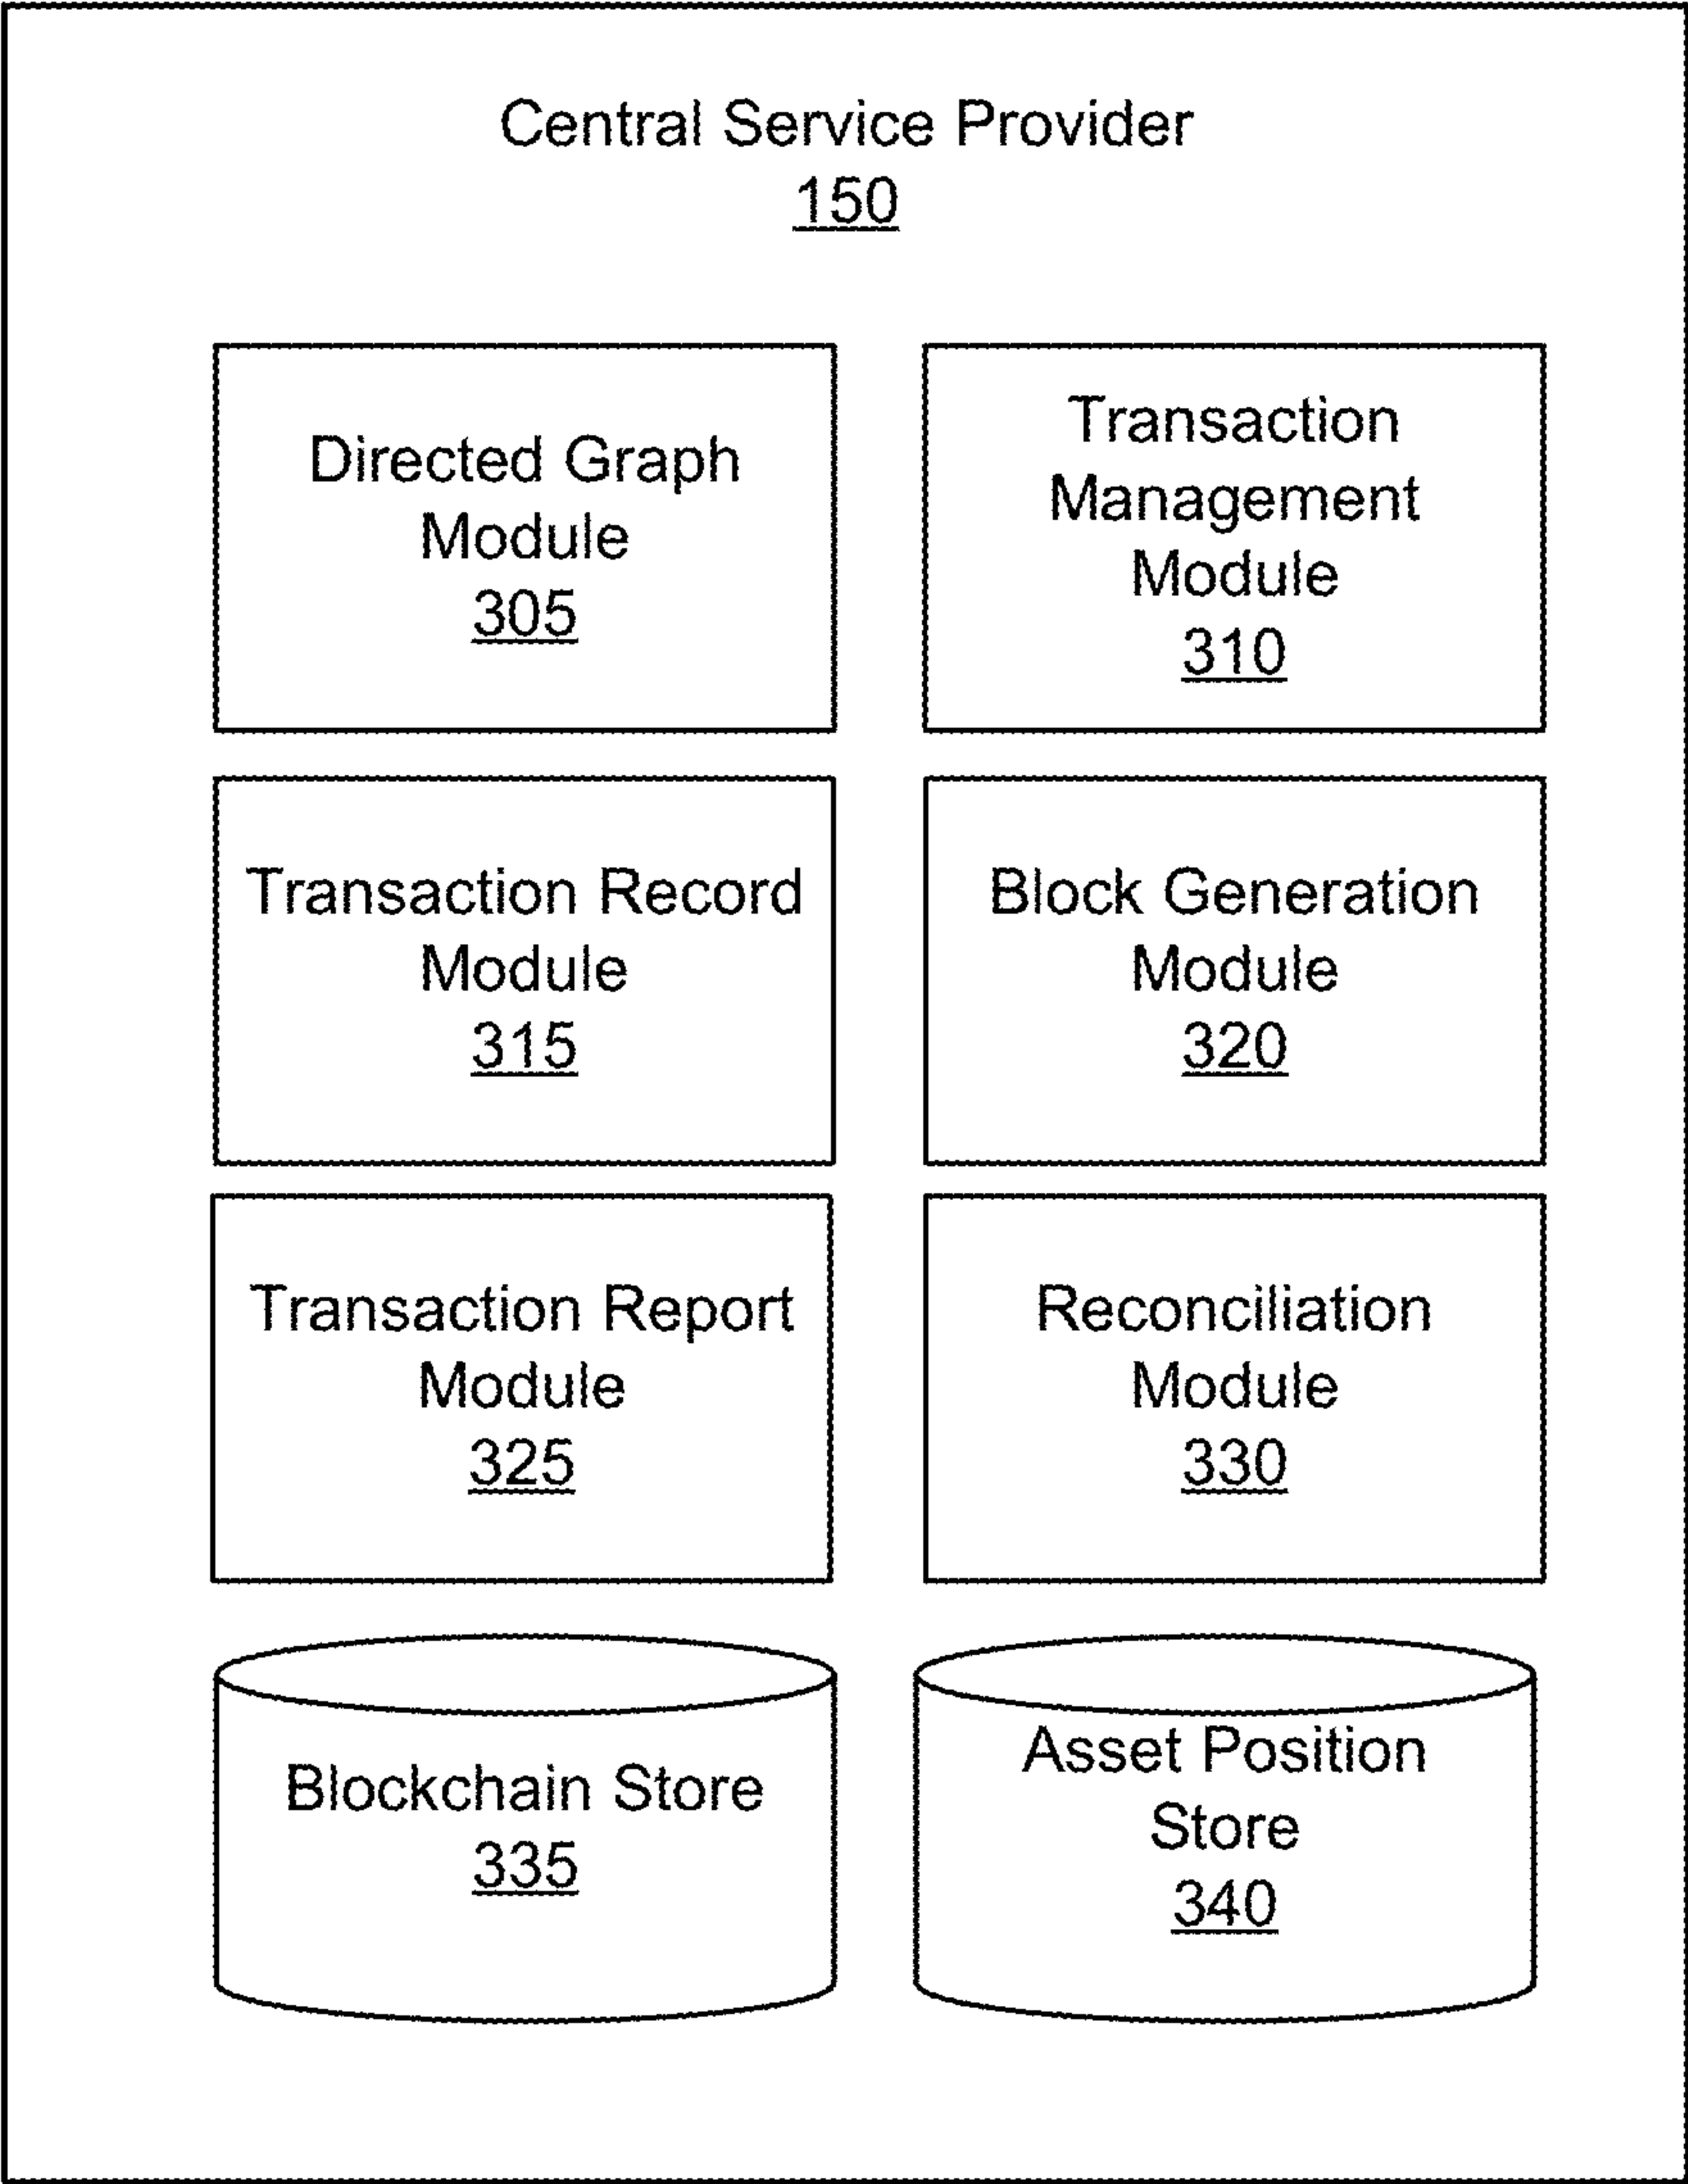 Central Service Provider
150
Directed Graph
Module
305
Transaction
Management
Module
310
Transaction Record
Module
315
Block Generation
Module
320
Transaction Report
Module
325
Reconciliation
Module
330
Blockchain Store
335
Asset Position
Store
340